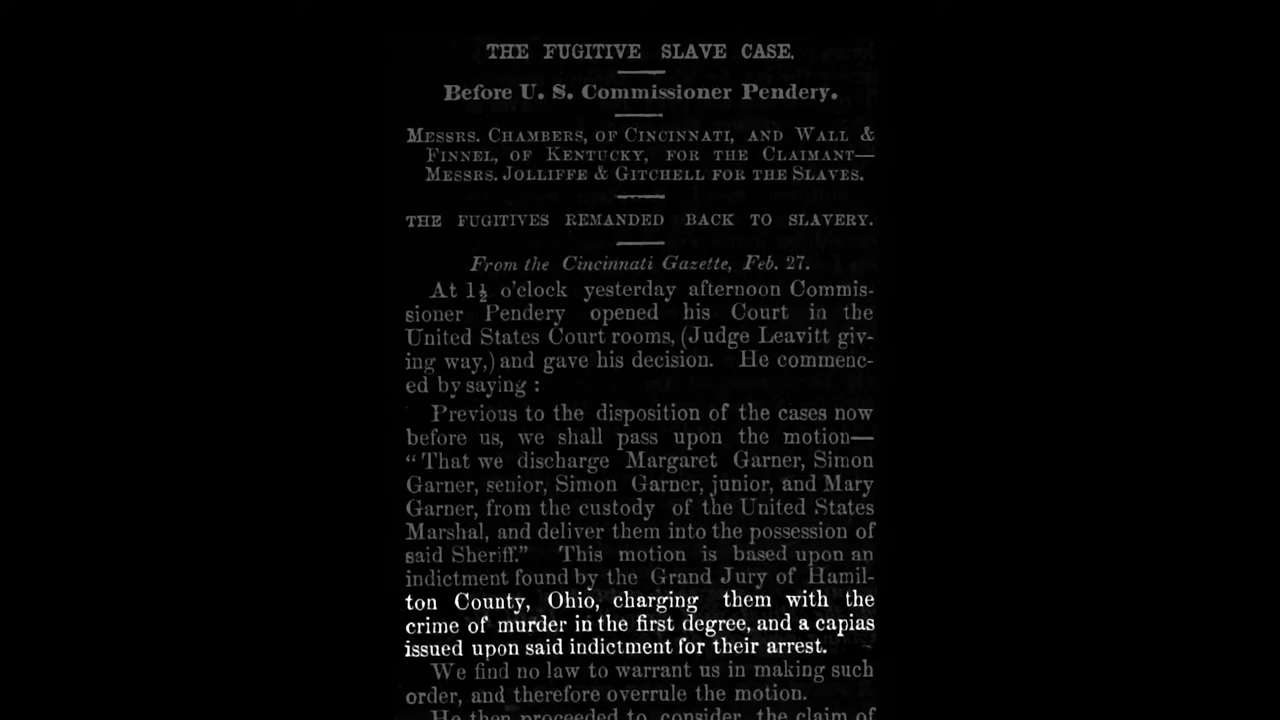 THE FUGITIVE SLAVE CASE.
Before U. S. Commissioner Pendery.
MESSRS. CHAMBERS, OF CINCINNATI, AND WALL &
FINNEL, OF KENTUCKY, FOR THE CLAIMANT—
MESSRS. JOLLIFFE & GITCHELL FOR THE SLAVES.
THE FUGITIVES REMANDED BACK TO SLAVERY.
From the Cincinnati Gazette, Feb. 27.
At 1½ o'clock yesterday afternoon Commis-
sioner Pendery opened his Court in the
United States Court rooms, (Judge Leavitt giv-
ing way,) and gave his decision. He commenc-
ed by saying :
Previous to the disposition of the cases now
before us, we shall pass upon the motion—
"That we discharge Margaret Garner, Simon
Garner, senior, Simon Garner, junior, and Mary
Garner, from the custody of the United States
Marshal, and deliver them into the possession of
said Sheriff." This motion is based upon an
indictment found by the Grand Jury of Hamil-
ton County, Ohio, charging them with the
crime of murder in the first degree, and a capias
issued upon said indictment for their arrest.
We find no law to warrant us in making such
order, and therefore overrule the motion.
He then proceeded to consider, the claim of